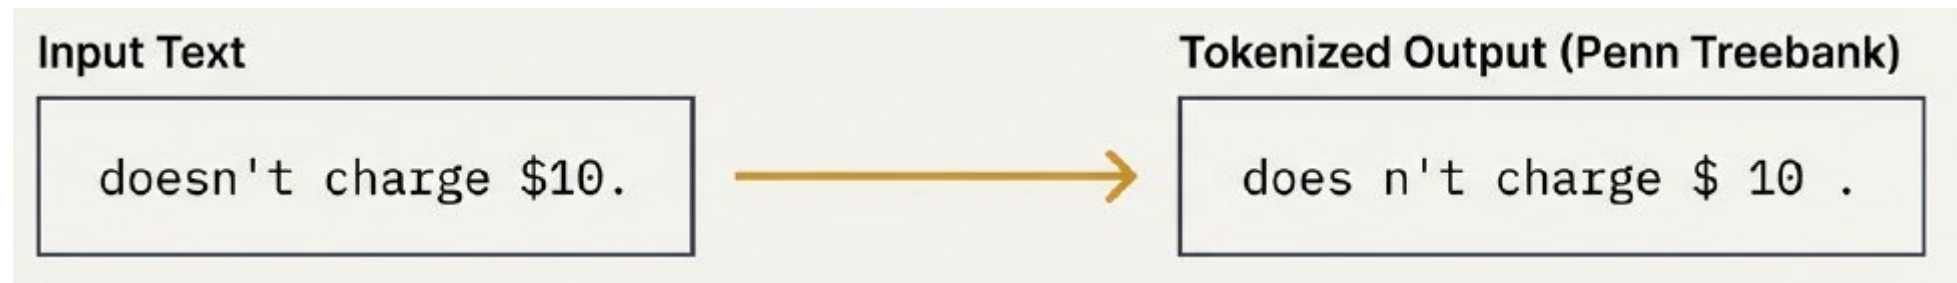 Input Text
doesn't charge $10.
Tokenized Output (Penn Treebank)
does n't charge $ 10 .